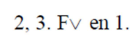 2, 3. F∨ en 1.